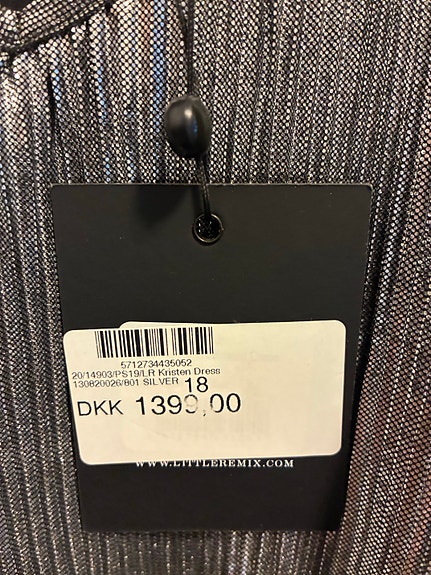 5712734435052
20/14903/PS19/LR Kristen Dress
130820026/801 SILVER 18
DKK 1399,00
WWW.LITTLEREMIX.COM